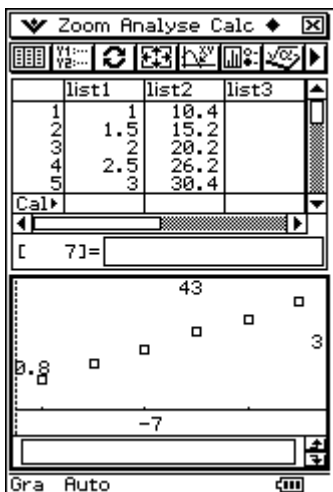 Zoom Analyse Calc
list1 list2 list3
1 1 10.4
2 1.5 15.2
3 2 20.2
4 2.5 26.2
5 3 30.4
Cal
[ 7]=
43
3
0.8
-7
Gra Auto